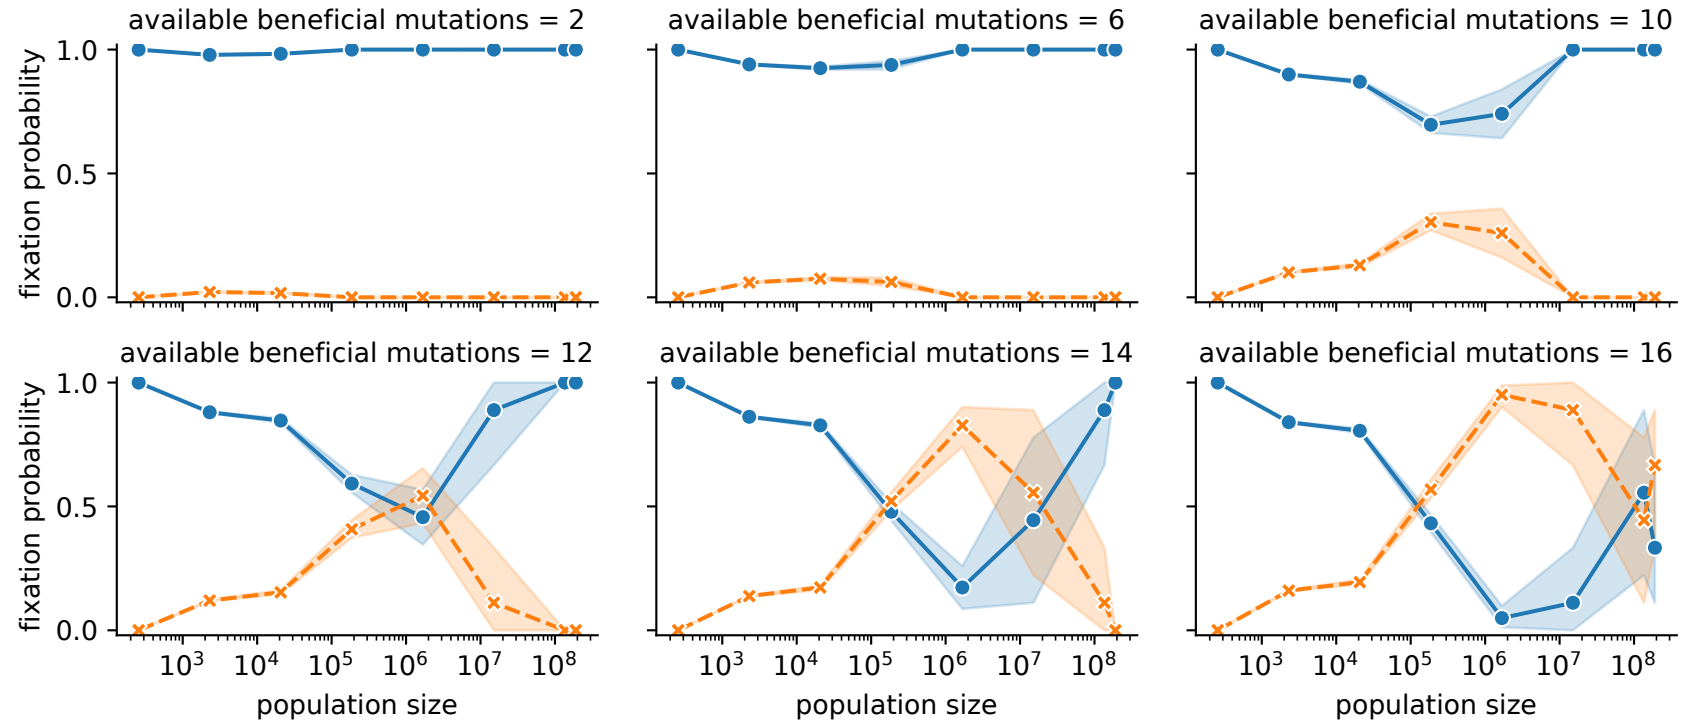 available beneficial mutations = 2
available beneficial mutations = 6
available beneficial mutations = 10
fixation probability
1.0
0.5
0.0
available beneficial mutations = 12
available beneficial mutations = 14
available beneficial mutations = 16
fixation probability
1.0
0.5
0.0
10³ 10⁴ 10⁵ 10⁶ 10⁷ 10⁸
10³ 10⁴ 10⁵ 10⁶ 10⁷ 10⁸
10³ 10⁴ 10⁵ 10⁶ 10⁷ 10⁸
population size
population size
population size